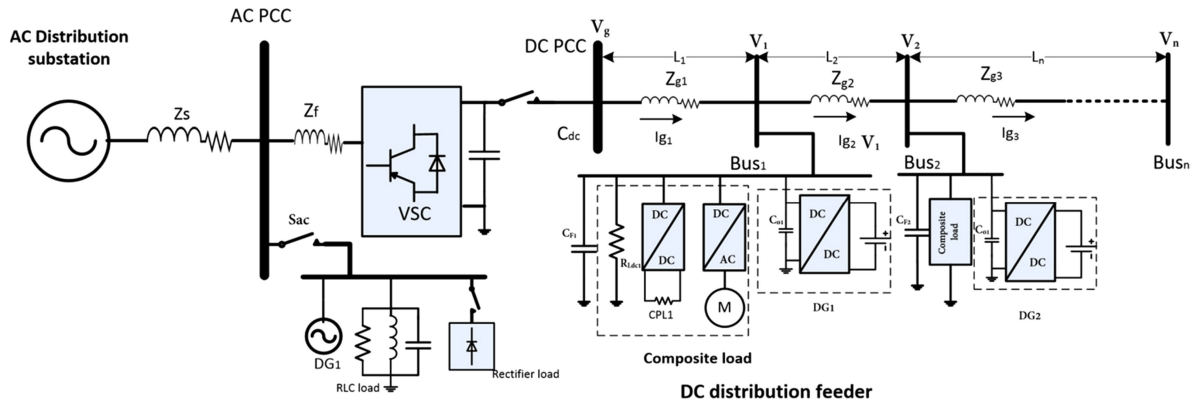 AC PCC
AC Distribution
substation
DC PCC
Vg
V1
V2
Vn
L1
L2
Ln
Zs
Zf
Zg1
Zg2
Zg3
Cdc
Ig1
Ig2 V1
Ig3
VSC
Bus1
Bus2
Busn
Sac
CF1
RLdc1
DC
DC
DC
AC
Co1
DC
DC
CF2
Composite
load
Co1
DC
DC
CPL1
M
DG1
DG2
DG1
RLC load
Rectifier load
Composite load
DC distribution feeder